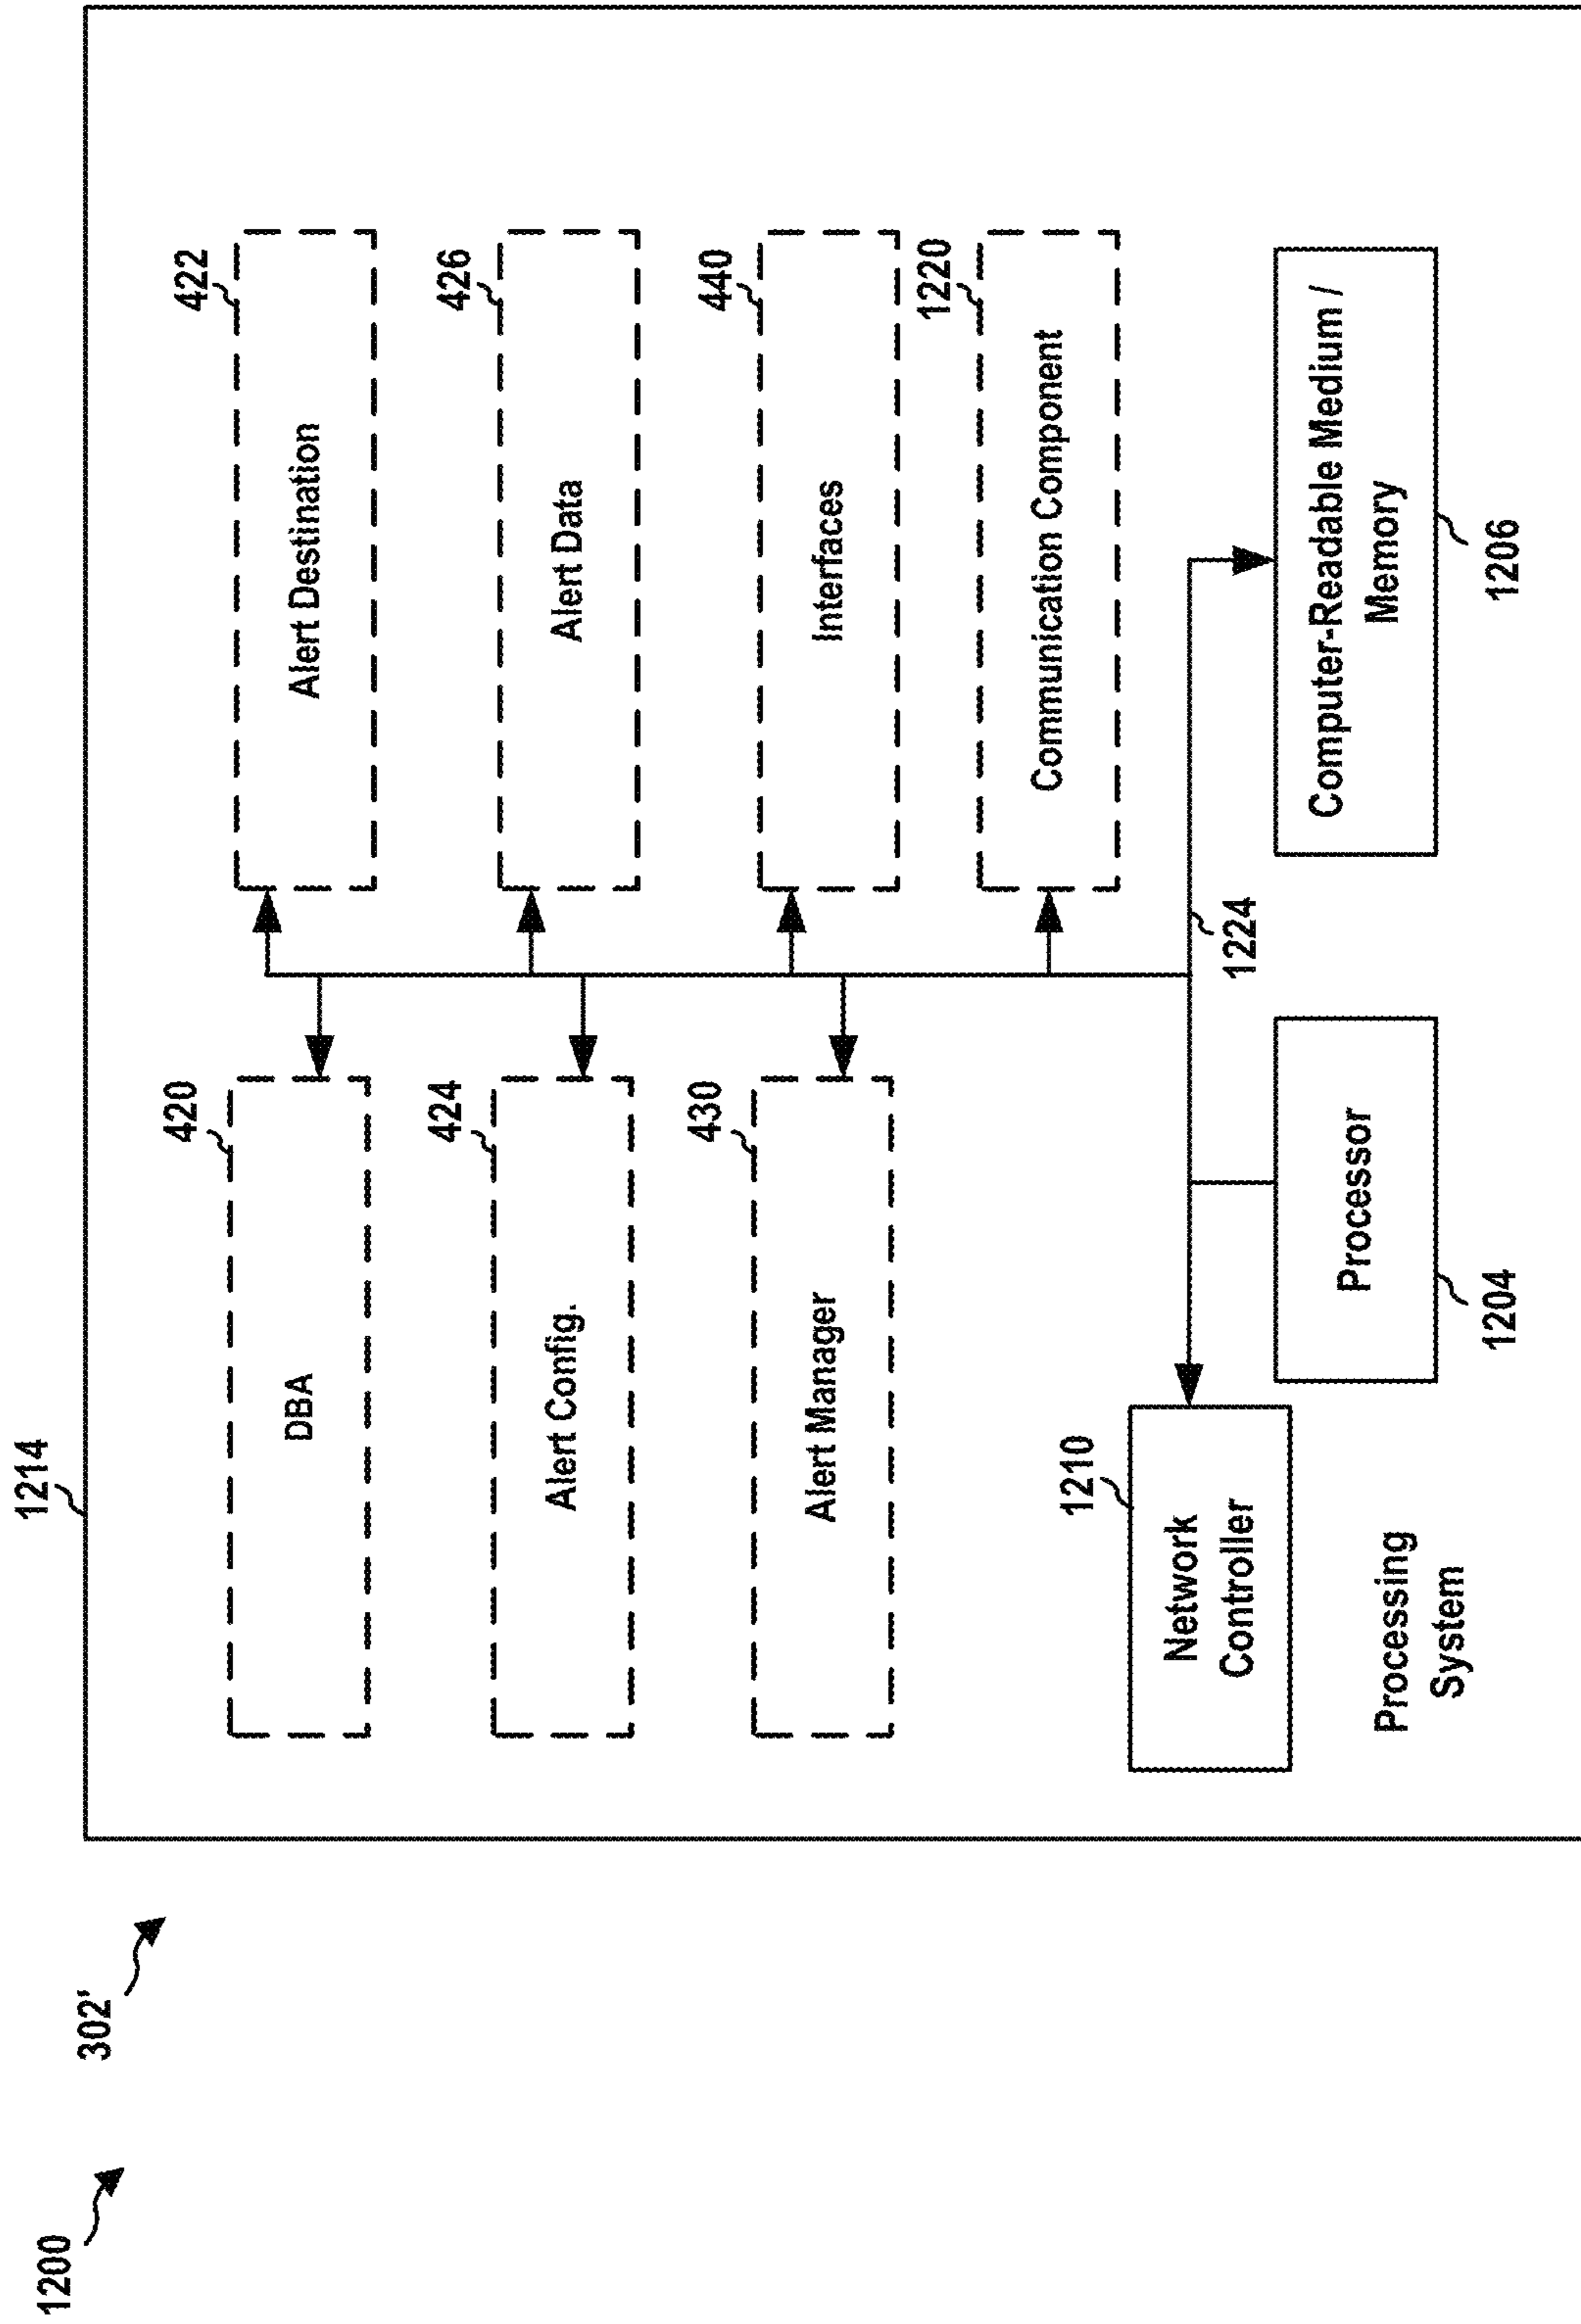 1200
302'
1214
420
DBA
422
Alert Destination
424
Alert Config.
426
Alert Data
430
Alert Manager
440
Interfaces
1220
Communication Component
1224
1210
Network
Controller
Processor
1204
Computer-Readable Medium /
Memory
1206
Processing
System